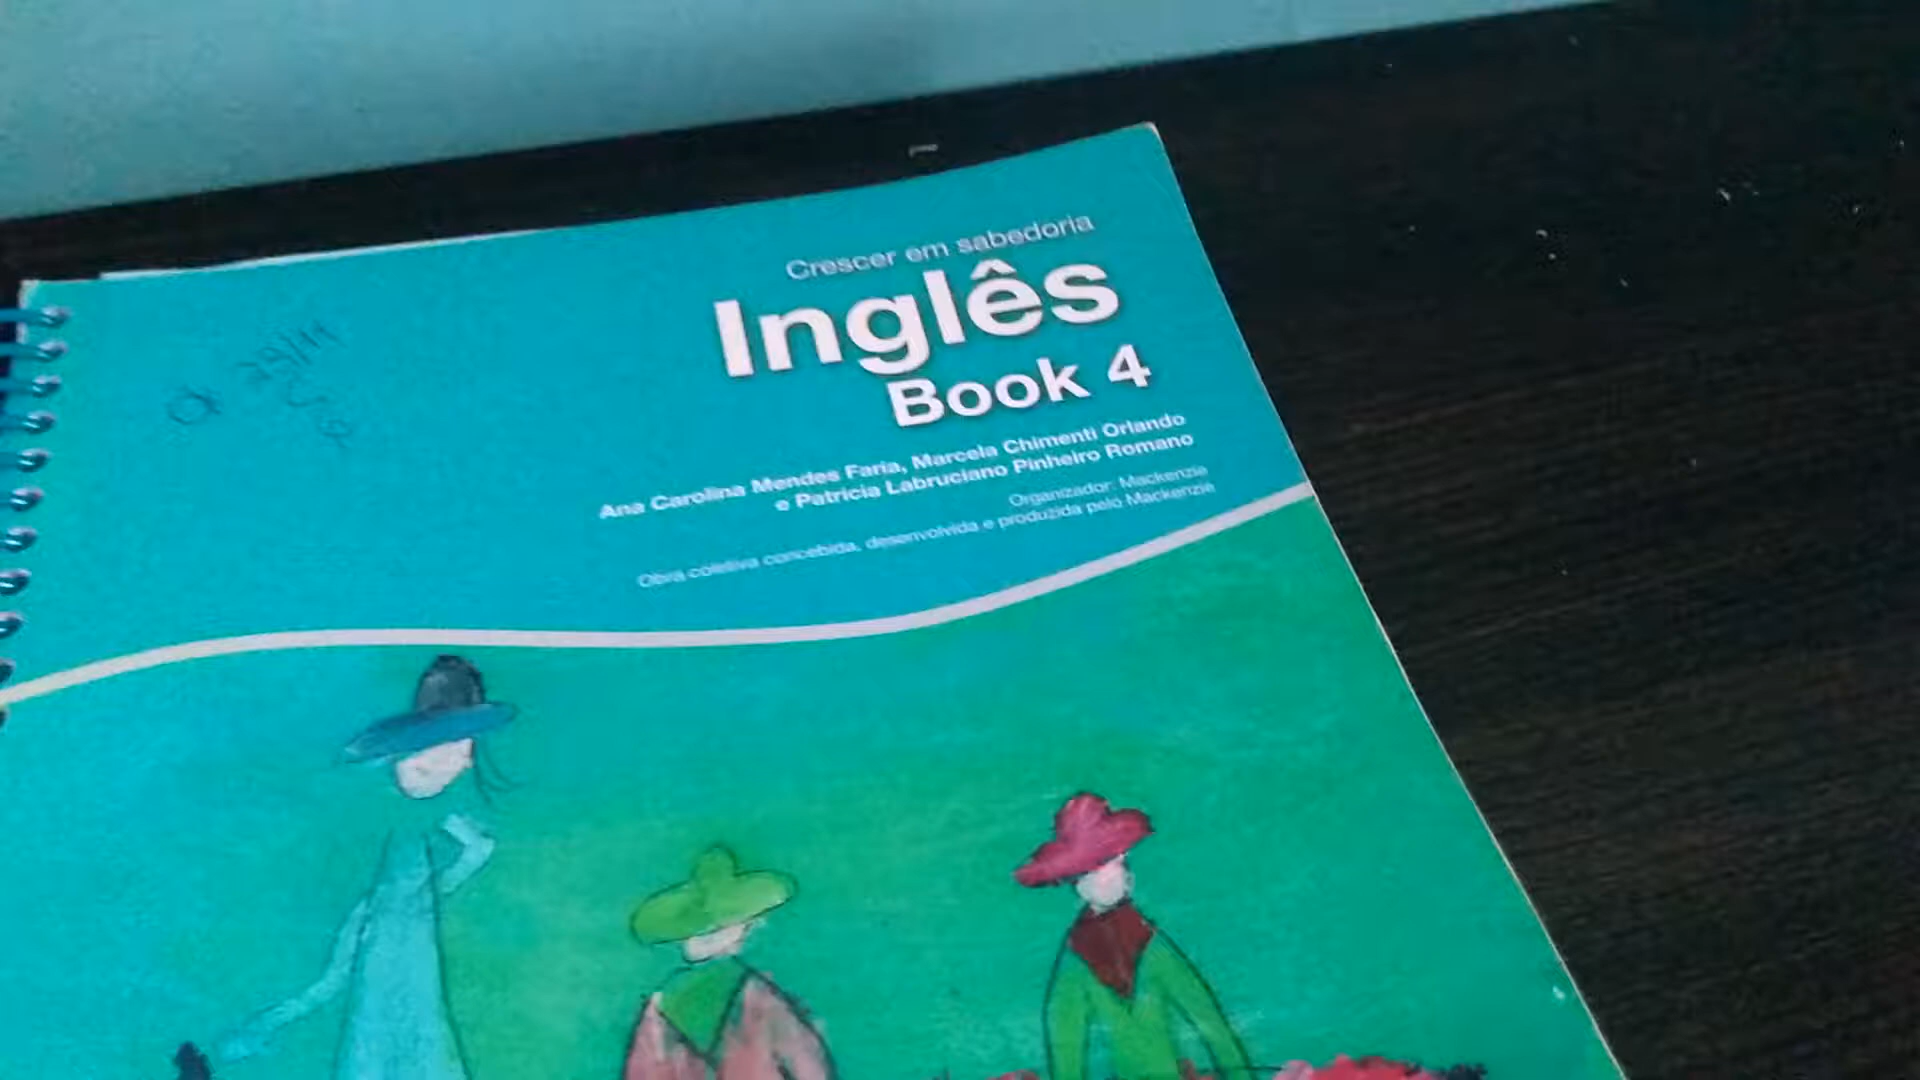 Crescer em sabedoria
Inglês
Book 4
Ana Carolina Mendes Faria, Marcela Chimenti Orlando
e Patrícia Labruciano Pinheiro Romano
Organizador: Mackenzie
Obra coletiva concebida, desenvolvida e produzida pelo Mackenzie